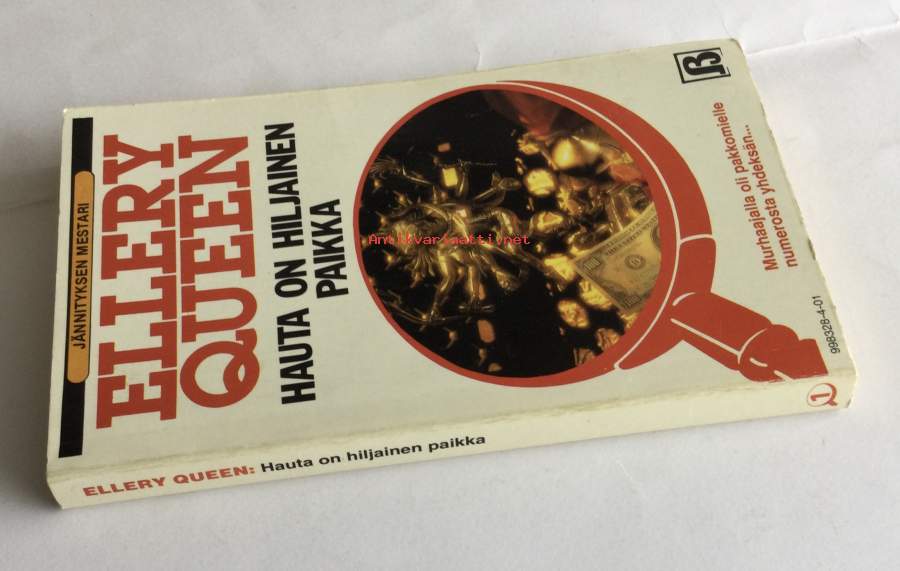 JÄNNITYKSEN MESTARI
ELLERY
QUEEN
HAUTA ON HILJAINEN
PAIKKA
Murhaajalla oli pakkomielle
numerosta yhdeksän...
998328-4-01
Antikvariaatti.net
ELLERY QUEEN: Hauta on hiljainen paikka
1